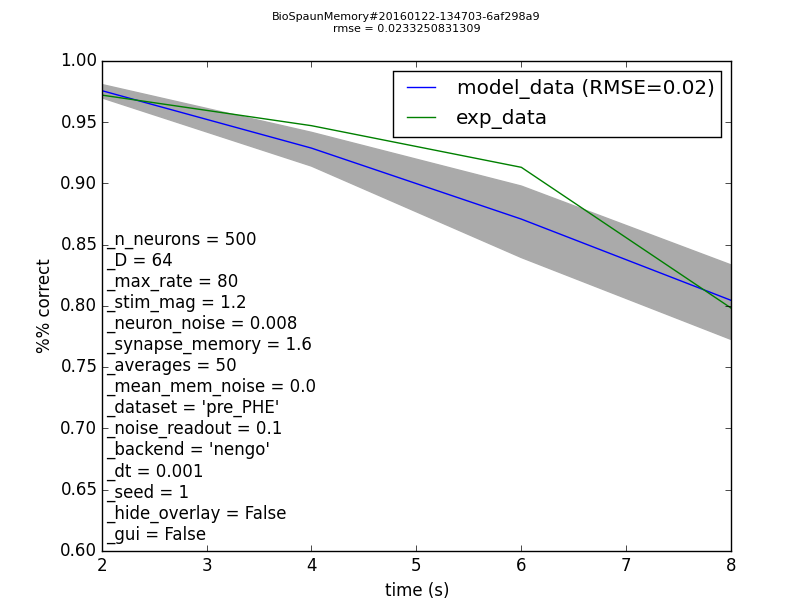 BioSpaunMemory#20160122-134703-6af298a9
rmse = 0.0233250831309
1.00
0.95
0.90
0.85
0.80
0.75
0.70
0.65
0.60
%% correct
model_data (RMSE=0.02)
exp_data
_n_neurons = 500
_D = 64
_max_rate = 80
_stim_mag = 1.2
_neuron_noise = 0.008
_synapse_memory = 1.6
_averages = 50
_mean_mem_noise = 0.0
_dataset = 'pre_PHE'
_noise_readout = 0.1
_backend = 'nengo'
_dt = 0.001
_seed = 1
_hide_overlay = False
_gui = False
2 3 4 5 6 7 8
time (s)